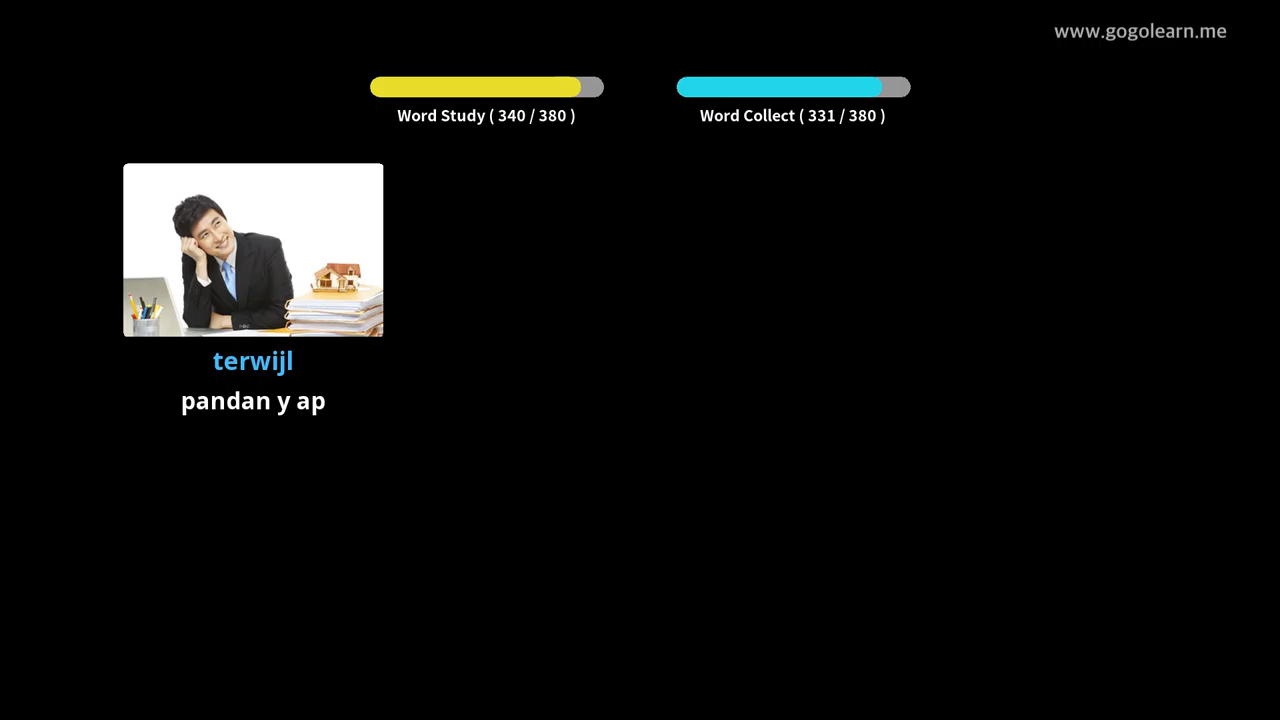 www.gogolearn.me
Word Study ( 340 / 380 )
Word Collect ( 331 / 380 )
terwijl
pandan y ap